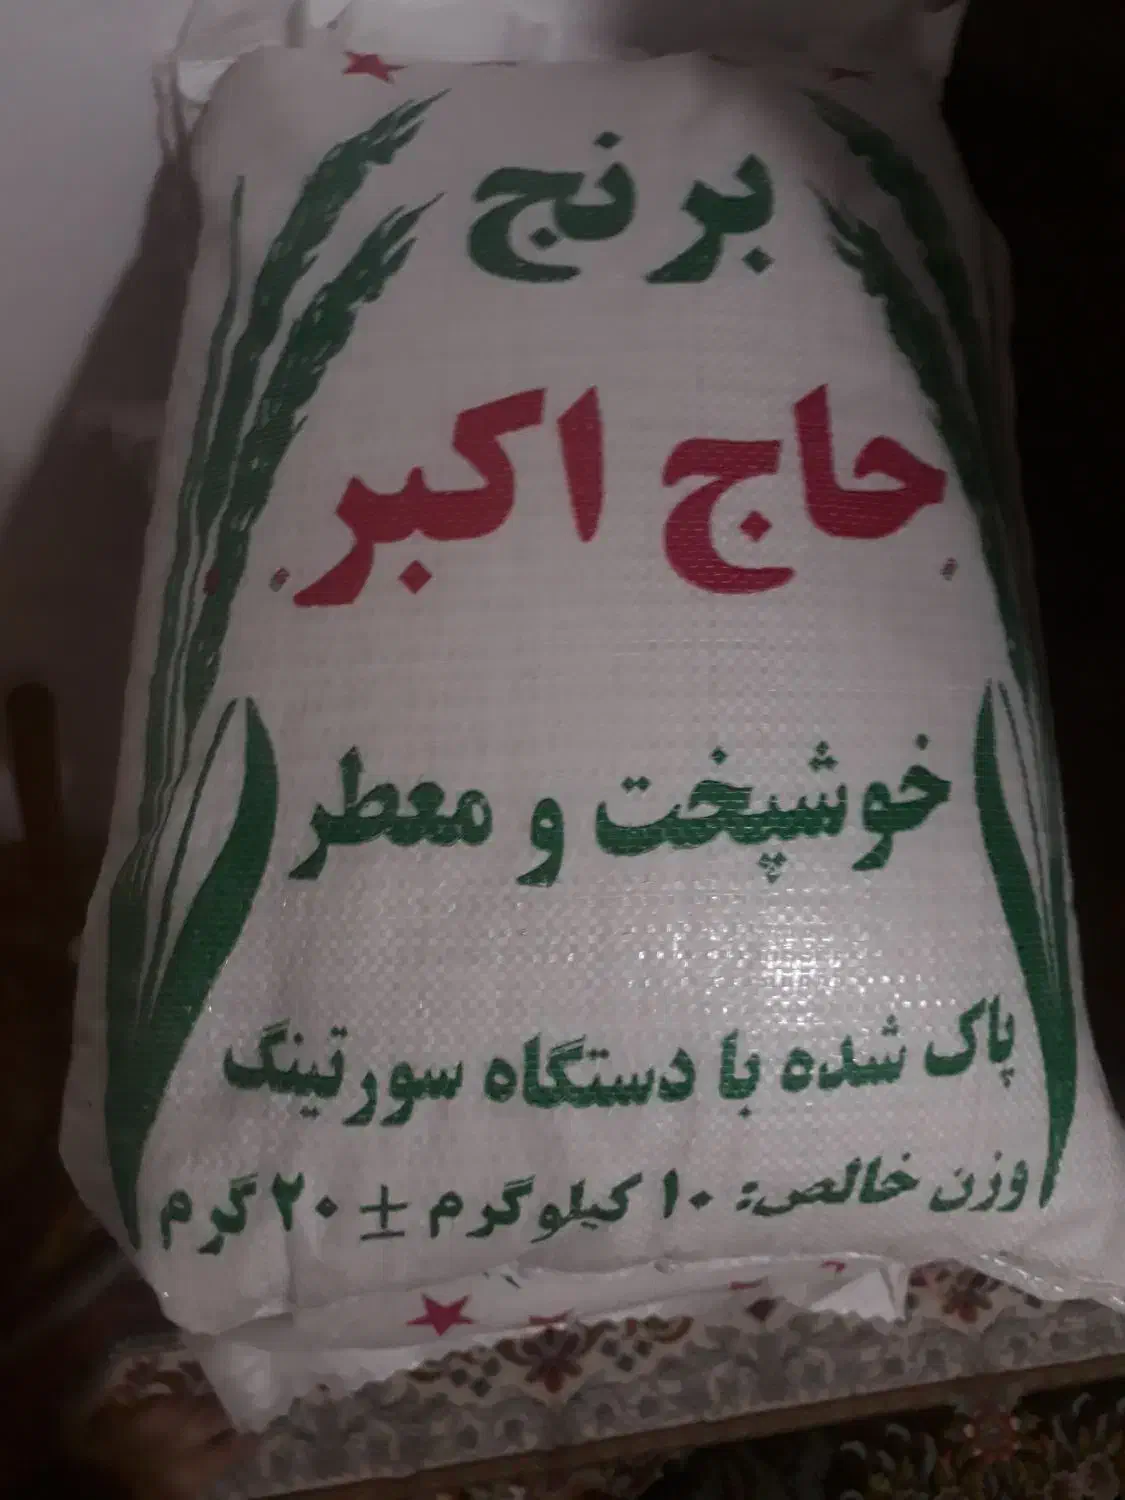 برنج
حاج اکبر
خوشپخت و معطر
پاک شده با دستگاه سورتینگ
وزن خالص: ۱۰ کیلوگرم ± ۲۰ گرم